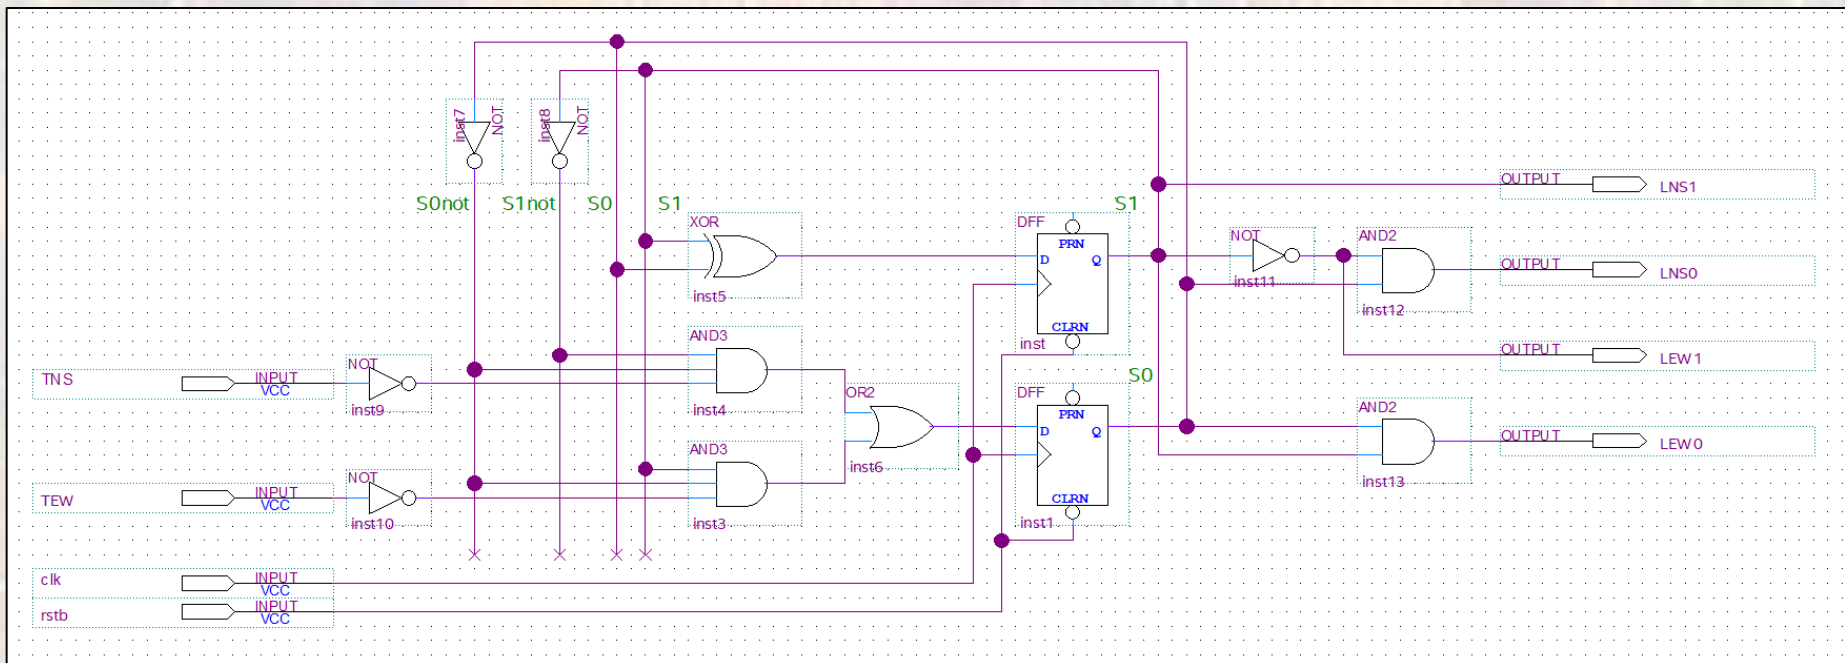 inst7
NOT
inst8
NOT
S0not
S1not
S0
S1
XOR
inst5
DFF
S1
PRN
D
Q
CLRN
inst
NOT
inst11
AND2
inst12
OUTPUT
LNS1
OUTPUT
LNS0
OUTPUT
LEW1
TNS
INPUT
VCC
NOT
inst9
AND3
inst4
OR2
inst6
DFF
S0
PRN
D
Q
CLRN
inst1
AND2
inst13
OUTPUT
LEW0
TEW
INPUT
VCC
NOT
inst10
AND3
inst3
clk
INPUT
VCC
rstb
INPUT
VCC